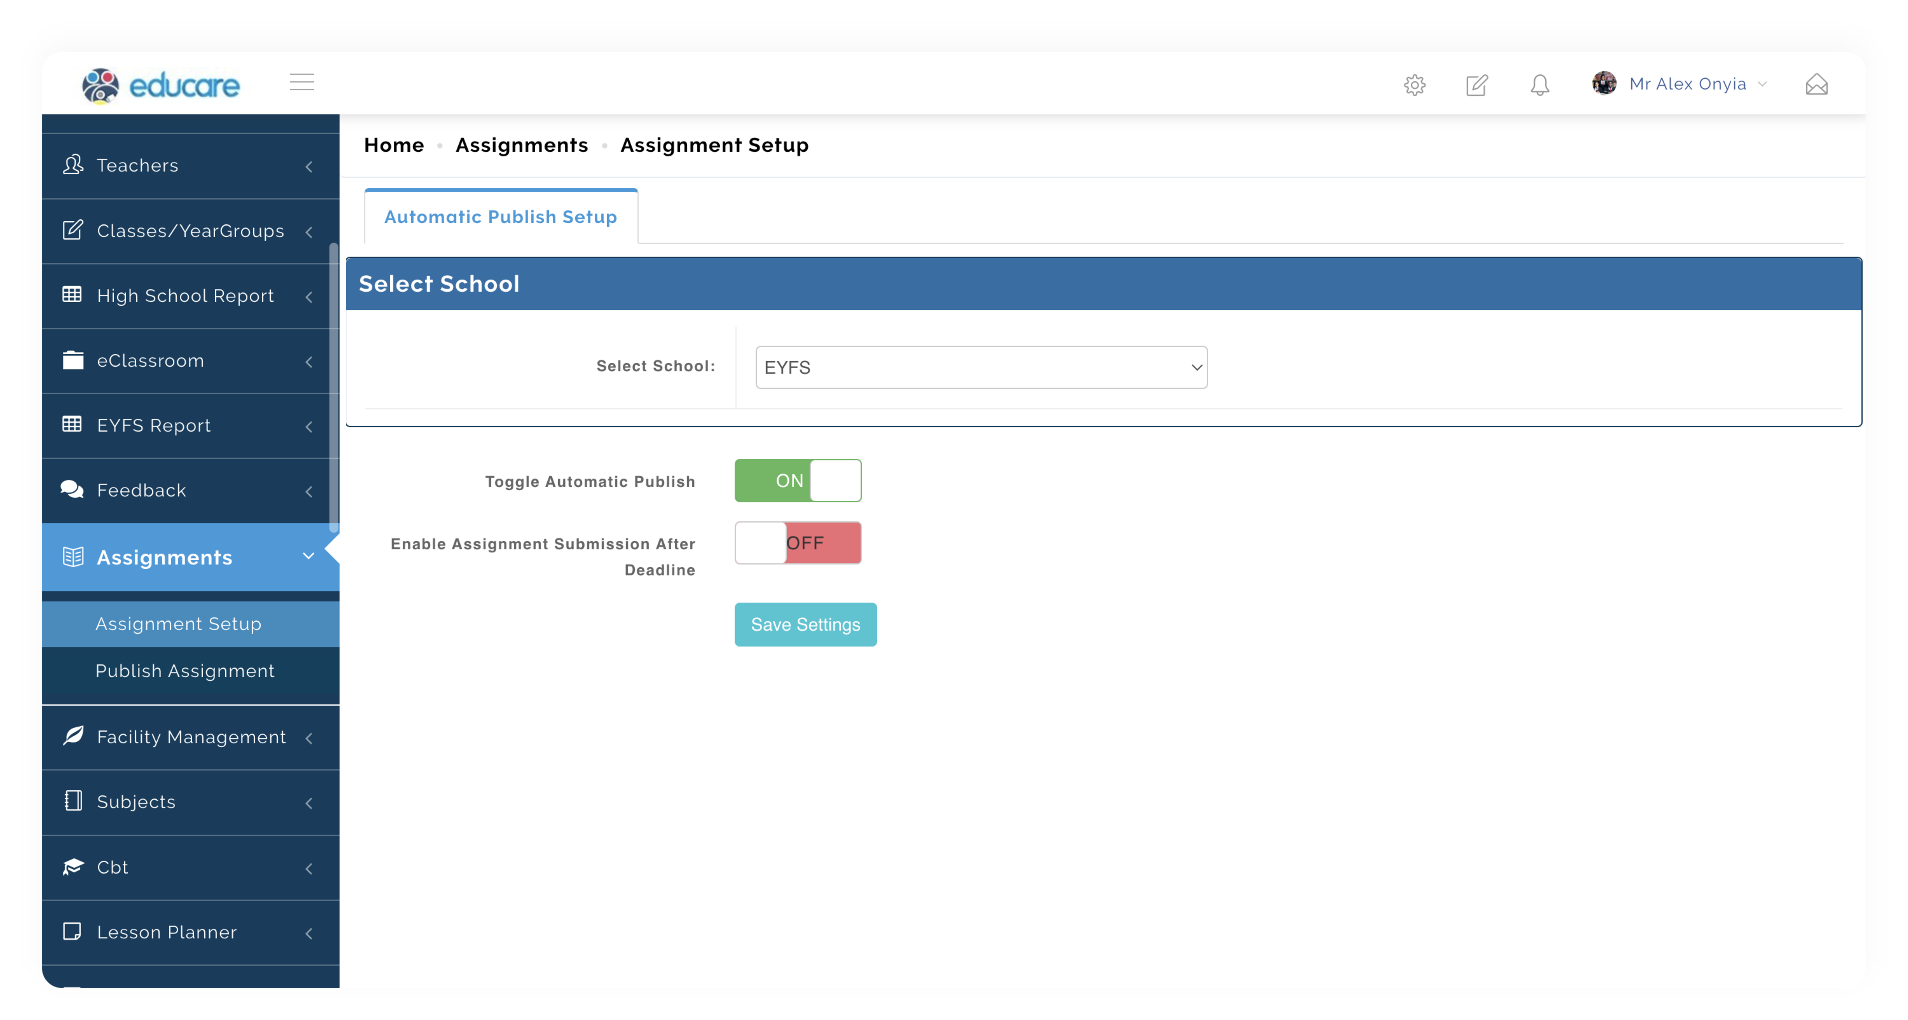 educare
Mr Alex Onyia
Home Assignments Assignment Setup
Teachers
Classes/YearGroups
High School Report
eClassroom
EYFS Report
Feedback
Assignments
Assignment Setup
Publish Assignment
Facility Management
Subjects
Cbt
Lesson Planner
Automatic Publish Setup
Select School
Select School:
EYFS
Toggle Automatic Publish
ON
Enable Assignment Submission After
Deadline
OFF
Save Settings